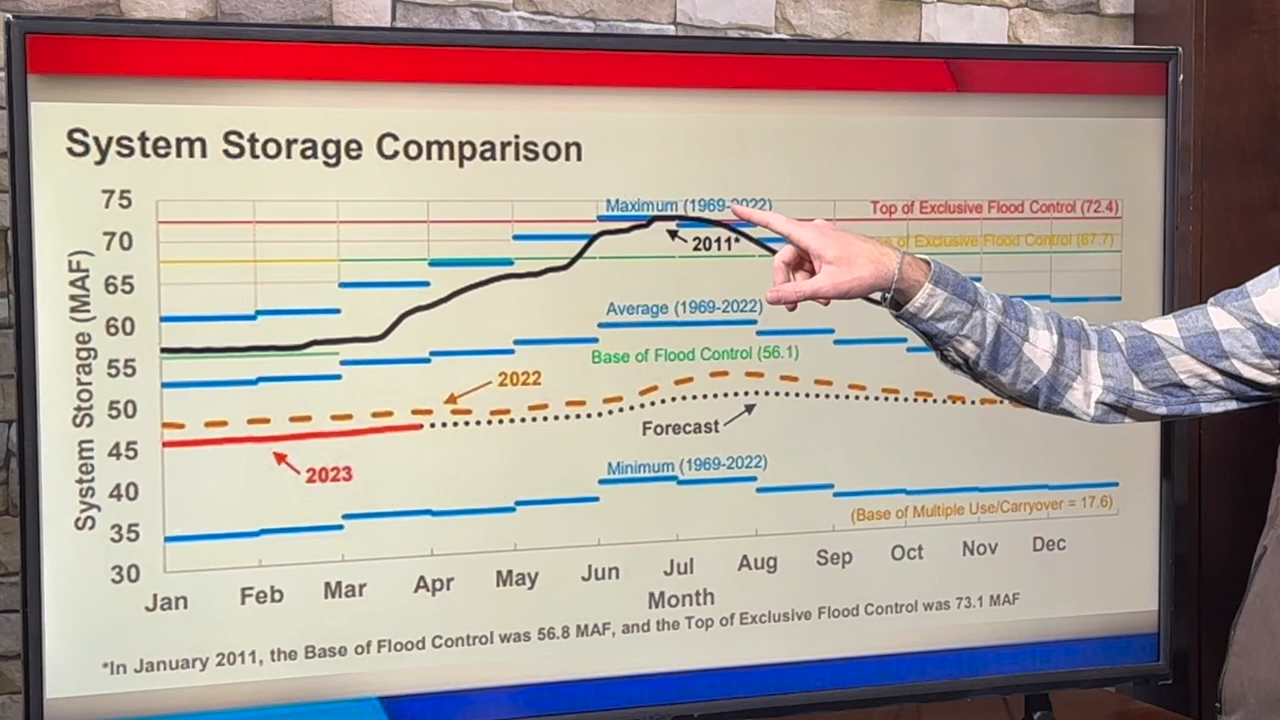 System Storage Comparison
System Storage (MAF)
75
70
65
60
55
50
45
40
35
30
Maximum (1969-2022)
Top of Exclusive Flood Control (72.4)
2011*
of Exclusive Flood Control (67.7)
Average (1969-2022)
Base of Flood Control (56.1)
2022
Forecast
2023
Minimum (1969-2022)
(Base of Multiple Use/Carryover = 17.6)
Jan Feb Mar Apr May Jun Jul Aug Sep Oct Nov Dec
Month
*In January 2011, the Base of Flood Control was 56.8 MAF, and the Top of Exclusive Flood Control was 73.1 MAF